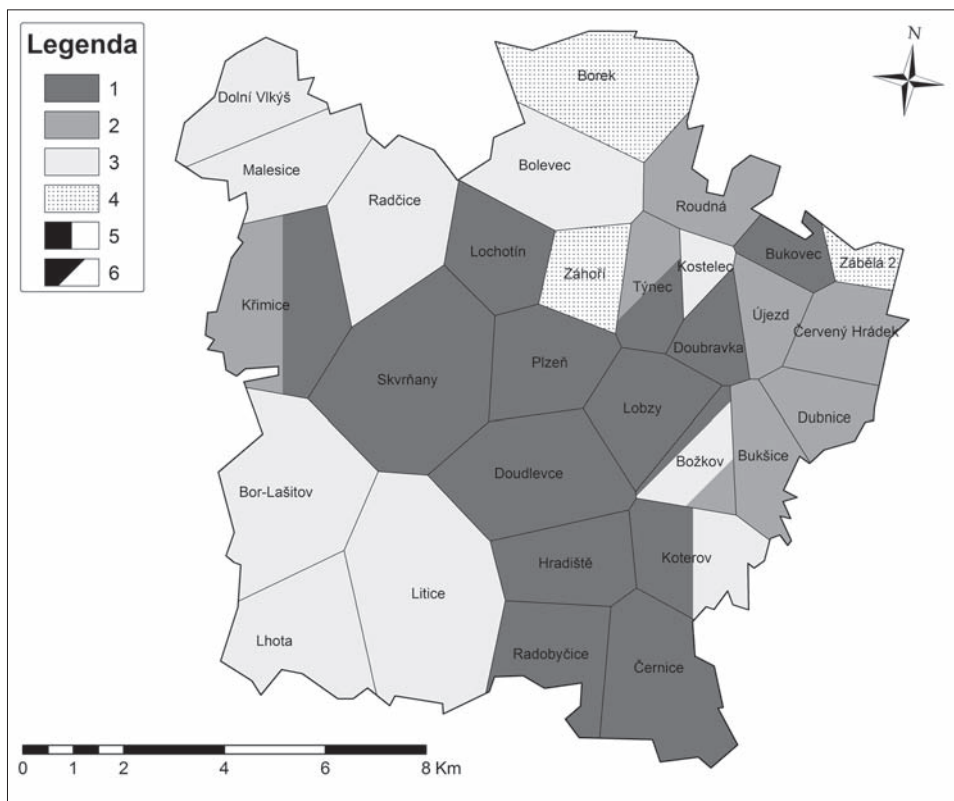 Legenda
1
2
3
4
5
6
N
Borek
Dolní Vlkýš
Malesice
Bolevec
Radčice
Roudná
Lochotín
Bukovec
Záhoří
Kostelec
Zábělá 2
Týnec
Křimice
Újezd
Červený Hrádek
Doubravka
Plzeň
Skvrňany
Lobzy
Dubnice
Božkov
Bukšice
Doudlevce
Bor-Lašitov
Hradiště
Koterov
Litice
Lhota
Radobyčice
Černice
0 1 2 4 6 8 Km